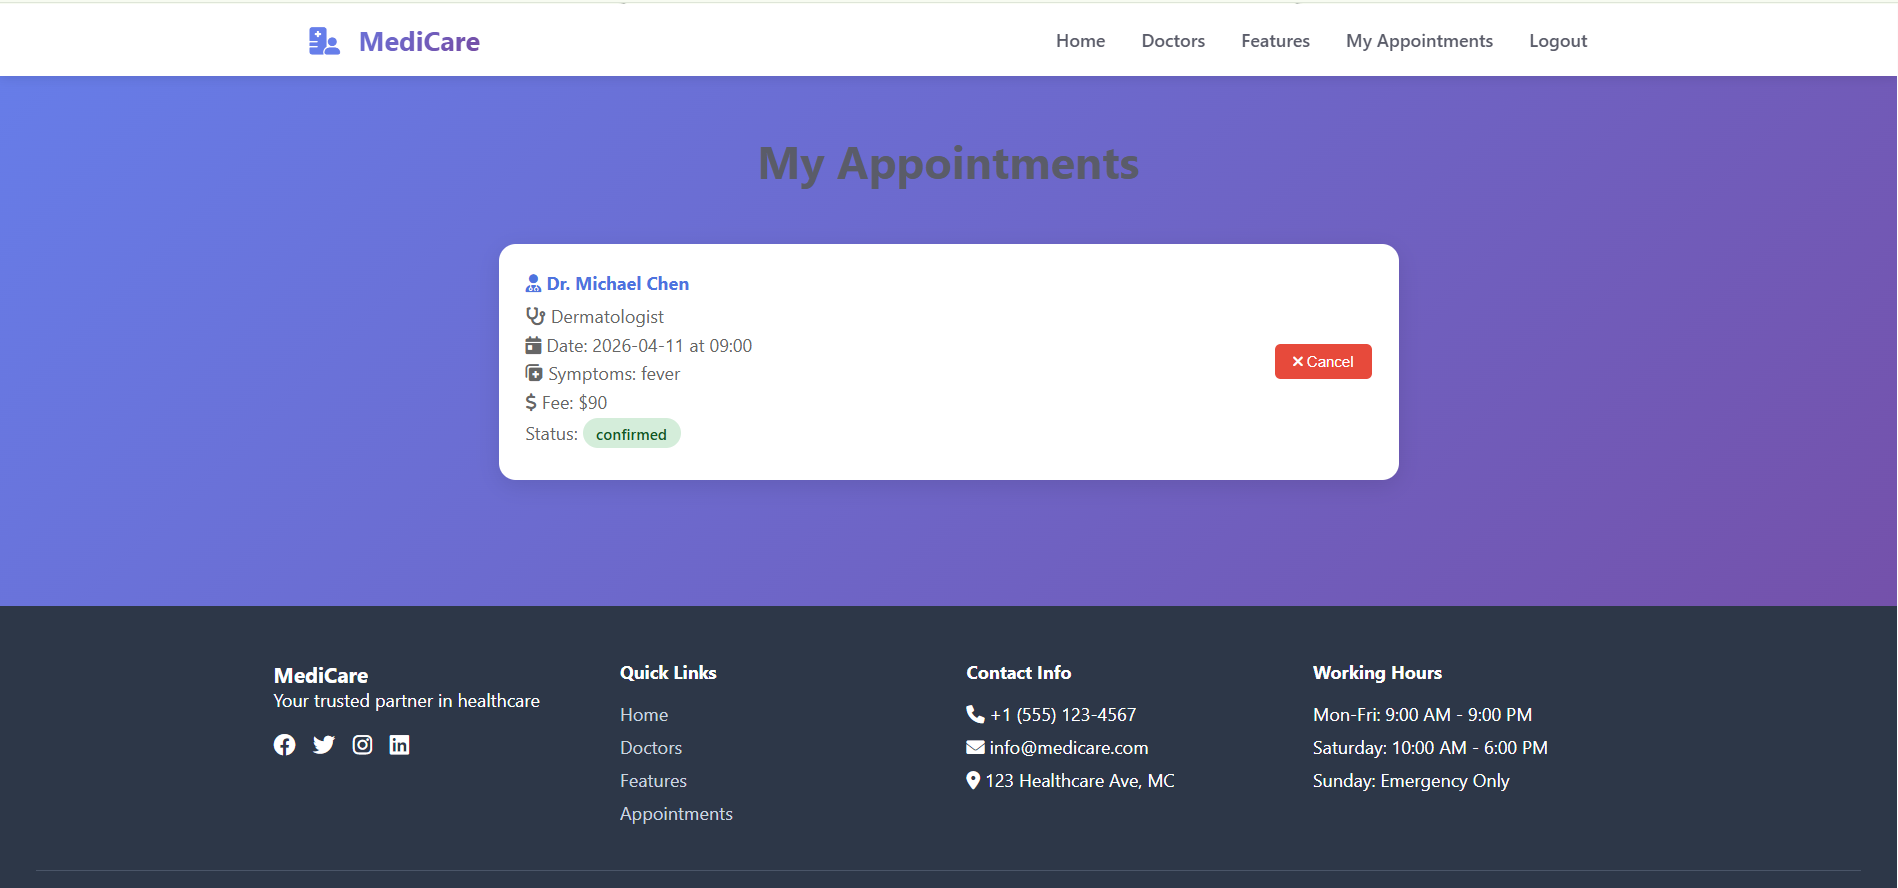 MediCare
Home Doctors Features My Appointments Logout
My Appointments
Dr. Michael Chen
Dermatologist
Date: 2026-04-11 at 09:00
Symptoms: fever
$ Fee: $90
Status: confirmed
Cancel
MediCare
Your trusted partner in healthcare
Quick Links
Home
Doctors
Features
Appointments
Contact Info
+1 (555) 123-4567
info@medicare.com
123 Healthcare Ave, MC
Working Hours
Mon-Fri: 9:00 AM - 9:00 PM
Saturday: 10:00 AM - 6:00 PM
Sunday: Emergency Only